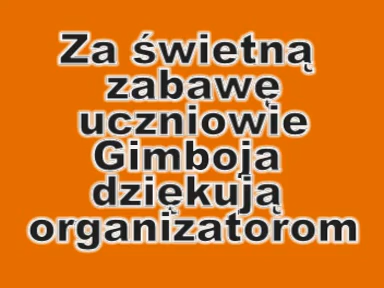 Za świetną
zabawę
uczniowie
Gimboja
dziękują
organizatorom